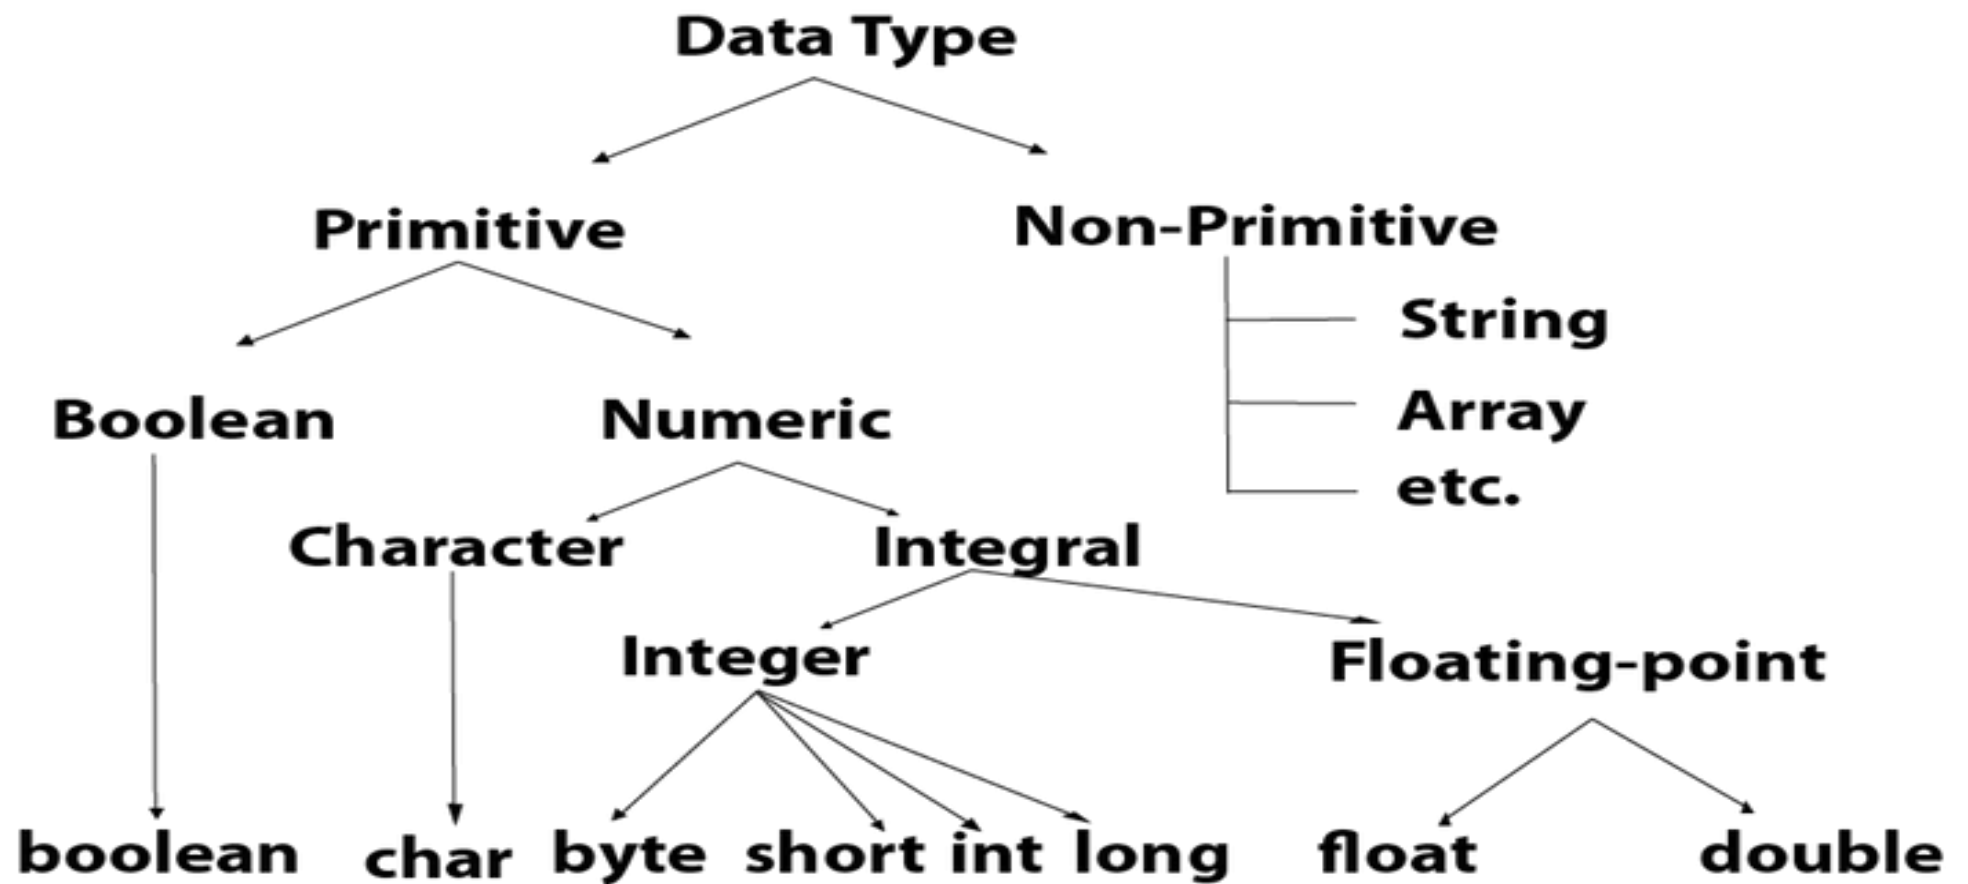 Data Type
Primitive
Non-Primitive
String
Array
etc.
Boolean
Numeric
Character
Integral
Integer
Floating-point
boolean
char
byte
short
int
long
float
double